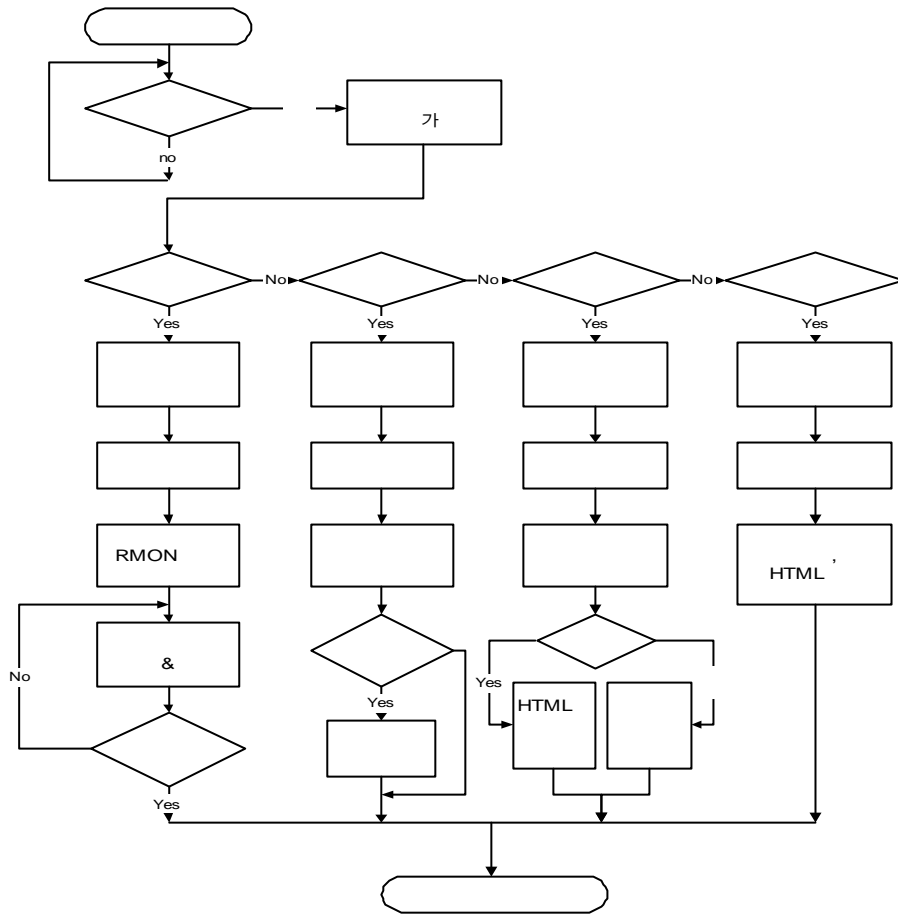 가
no
No
No
No
Yes
Yes
Yes
Yes
RMON
HTML ,
&
No
Yes
Yes
HTML
Yes